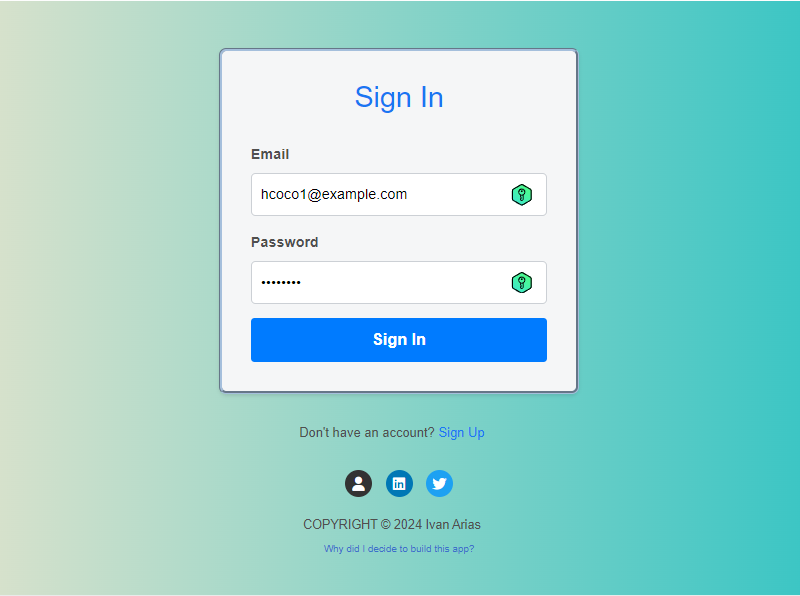 Sign In
Email
hcoco1@example.com
Password
••••••••
Sign In
Don't have an account? Sign Up
in
COPYRIGHT © 2024 Ivan Arias
Why did I decide to build this app?